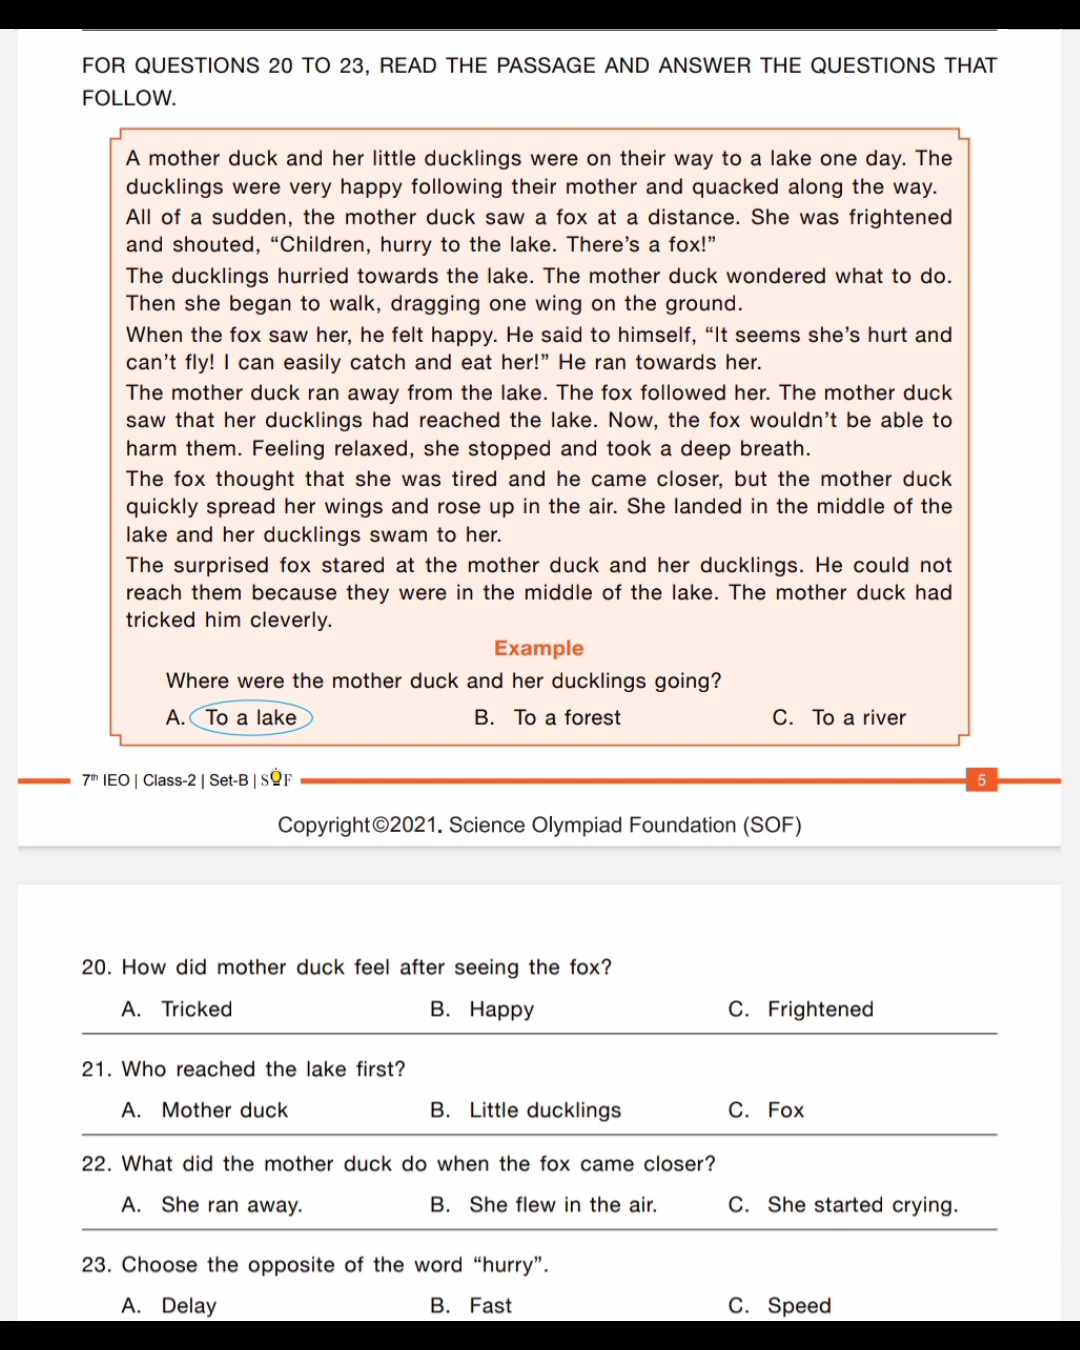 FOR QUESTIONS 20 TO 23, READ THE PASSAGE AND ANSWER THE QUESTIONS THAT
FOLLOW.
A mother duck and her little ducklings were on their way to a lake one day. The
ducklings were very happy following their mother and quacked along the way.
All of a sudden, the mother duck saw a fox at a distance. She was frightened
and shouted, “Children, hurry to the lake. There’s a fox!”
The ducklings hurried towards the lake. The mother duck wondered what to do.
Then she began to walk, dragging one wing on the ground.
When the fox saw her, he felt happy. He said to himself, “It seems she’s hurt and
can’t fly! I can easily catch and eat her!” He ran towards her.
The mother duck ran away from the lake. The fox followed her. The mother duck
saw that her ducklings had reached the lake. Now, the fox wouldn’t be able to
harm them. Feeling relaxed, she stopped and took a deep breath.
The fox thought that she was tired and he came closer, but the mother duck
quickly spread her wings and rose up in the air. She landed in the middle of the
lake and her ducklings swam to her.
The surprised fox stared at the mother duck and her ducklings. He could not
reach them because they were in the middle of the lake. The mother duck had
tricked him cleverly.
Example
Where were the mother duck and her ducklings going?
A. To a lake B. To a forest C. To a river
7th IEO | Class-2 | Set-B | SOF 5
Copyright©2021. Science Olympiad Foundation (SOF)
20. How did mother duck feel after seeing the fox?
A. Tricked B. Happy C. Frightened
21. Who reached the lake first?
A. Mother duck B. Little ducklings C. Fox
22. What did the mother duck do when the fox came closer?
A. She ran away. B. She flew in the air. C. She started crying.
23. Choose the opposite of the word “hurry”.
A. Delay B. Fast C. Speed